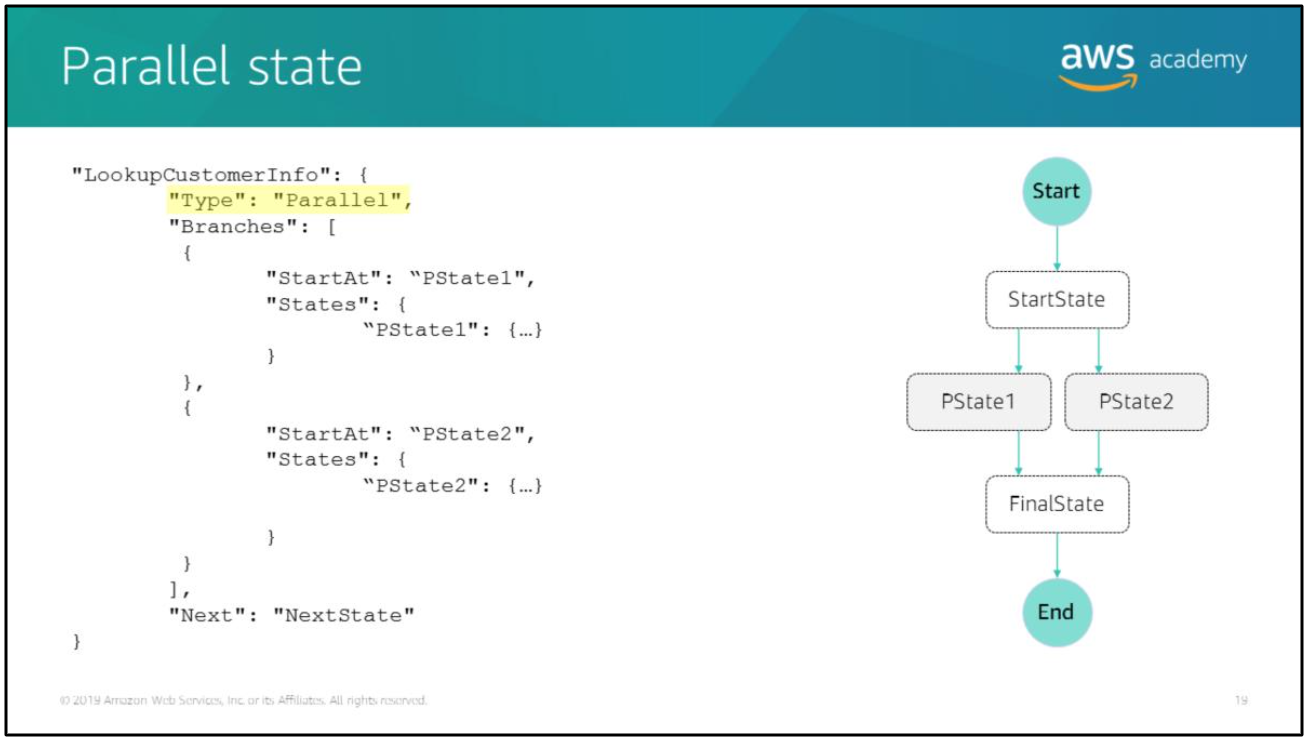 Parallel state
aws academy
"LookupCustomerInfo": {
"Type": "Parallel",
"Branches": [
{
"StartAt": “PState1",
"States": {
“PState1": {…}
}
},
{
"StartAt": “PState2",
"States": {
“PState2": {…}
}
}
],
"Next": "NextState"
}
Start
StartState
PState1 PState2
FinalState
End
© 2019 Amazon Web Services, Inc. or its Affiliates. All rights reserved.
19